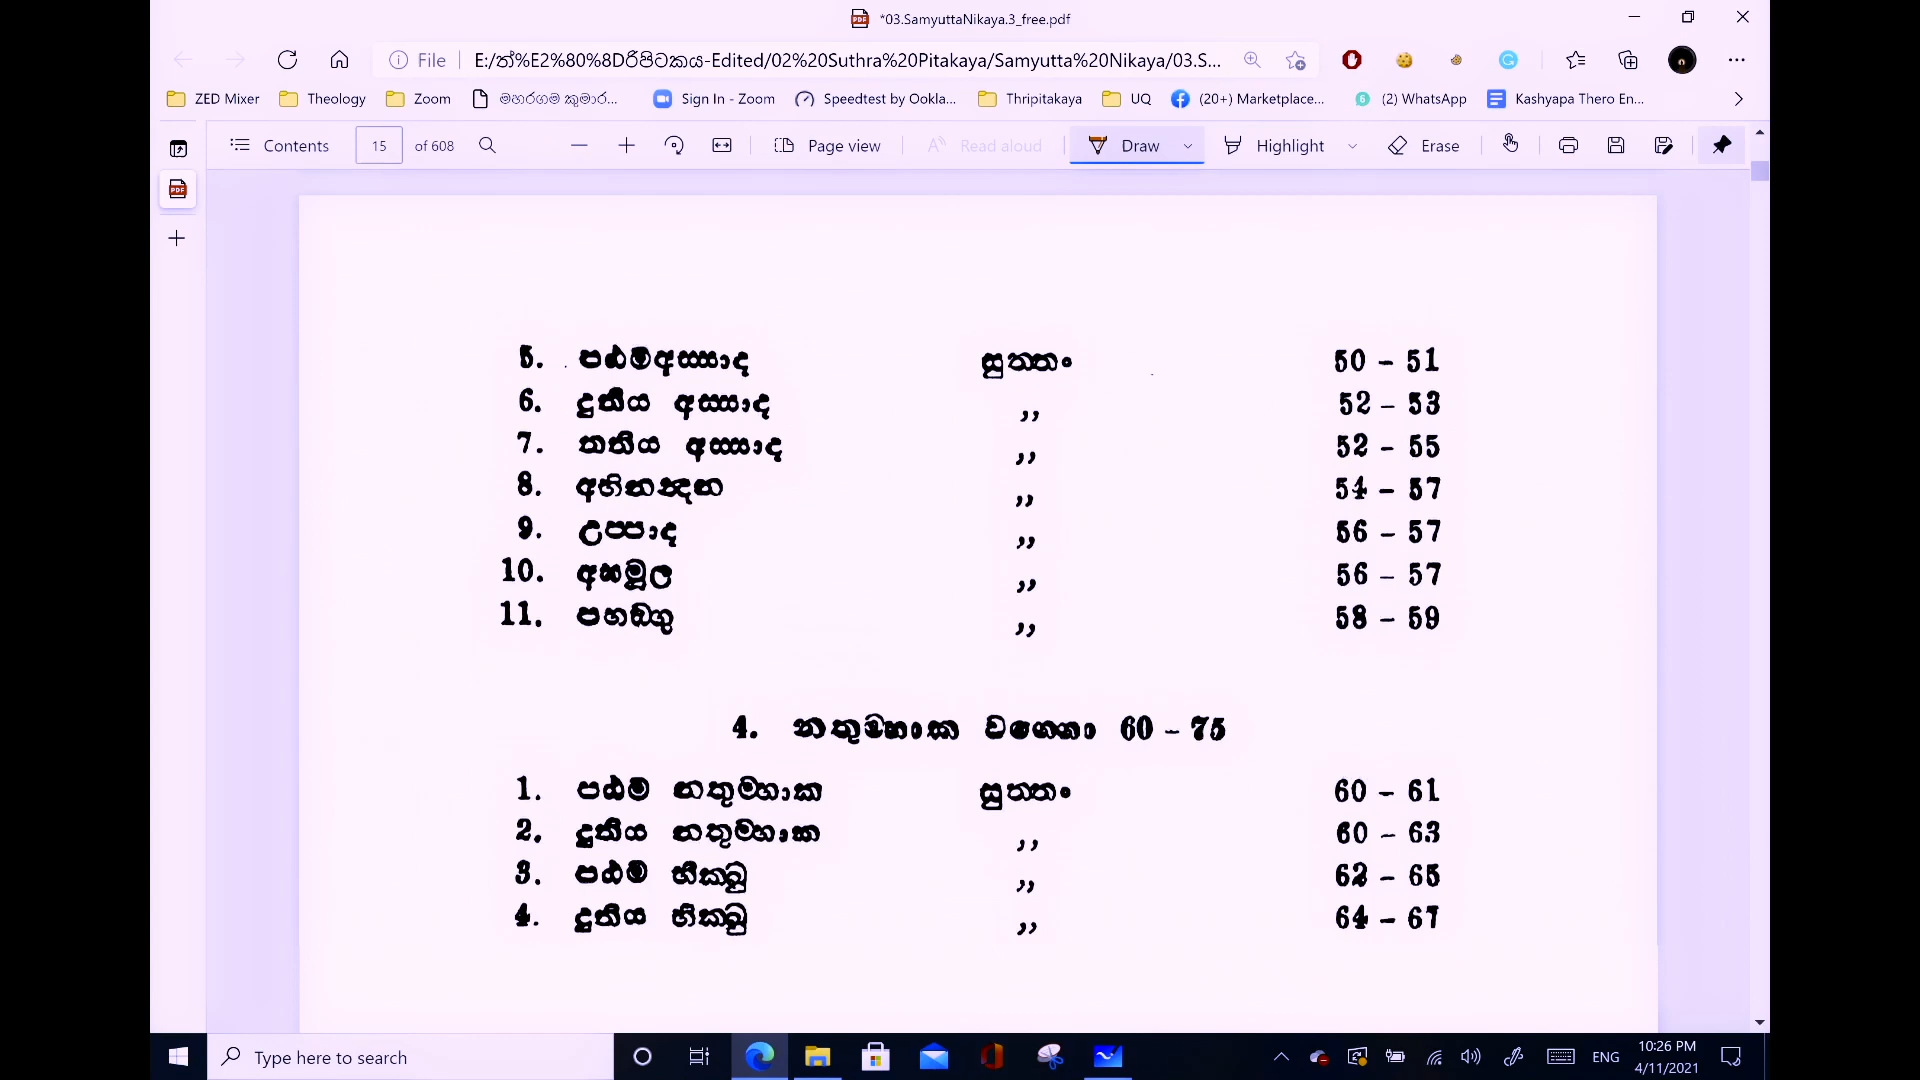 *03.SamyuttaNikaya.3_free.pdf
File E:/ත්%E2%80%8Dරිපිටකය-Edited/02%20Suthra%20Pitakaya/Samyutta%20Nikaya/03.S...
ZED Mixer Theology Zoom මහරගම කුමාර... Sign In - Zoom Speedtest by Ookla... Thripitakaya UQ (20+) Marketplace... (2) WhatsApp Kashyapa Thero En...
Contents 15 of 608 Page view Read aloud Draw Highlight Erase
5. පඨමඅස්සාද සුත්තං 50 – 51
6. දුතිය අස්සාද ,, 52 – 53
7. තතිය අස්සාද ,, 52 – 55
8. අභිනන්දන ,, 54 – 57
9. උප්පාද ,, 56 – 57
10. අඝමූල ,, 56 – 57
11. පභඞ්ගු ,, 58 – 59
4. නතුම්හාක වග්ගො 60 – 75
1. පඨම නතුම්හාක සුත්තං 60 – 61
2. දුතිය නතුම්හාක ,, 60 – 63
3. පඨම භික්ඛු ,, 62 – 65
4. දුතිය භික්ඛු ,, 64 – 67
Type here to search ENG 10:26 PM
4/11/2021